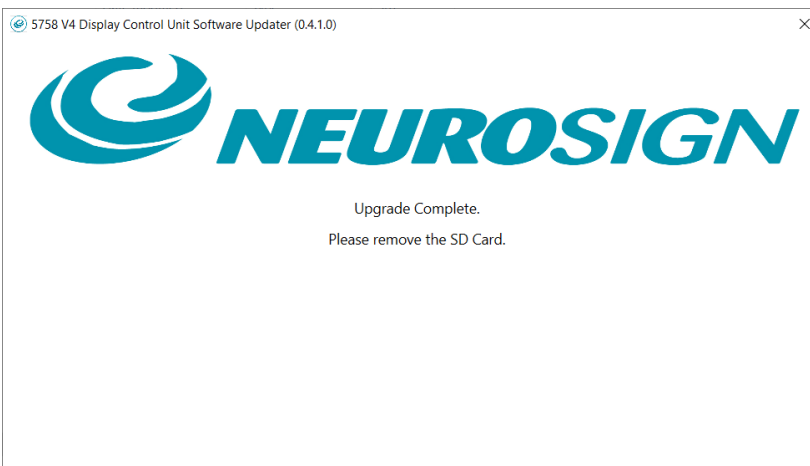 5758 V4 Display Control Unit Software Updater (0.4.1.0)
NEUROSIGN
Upgrade Complete.
Please remove the SD Card.